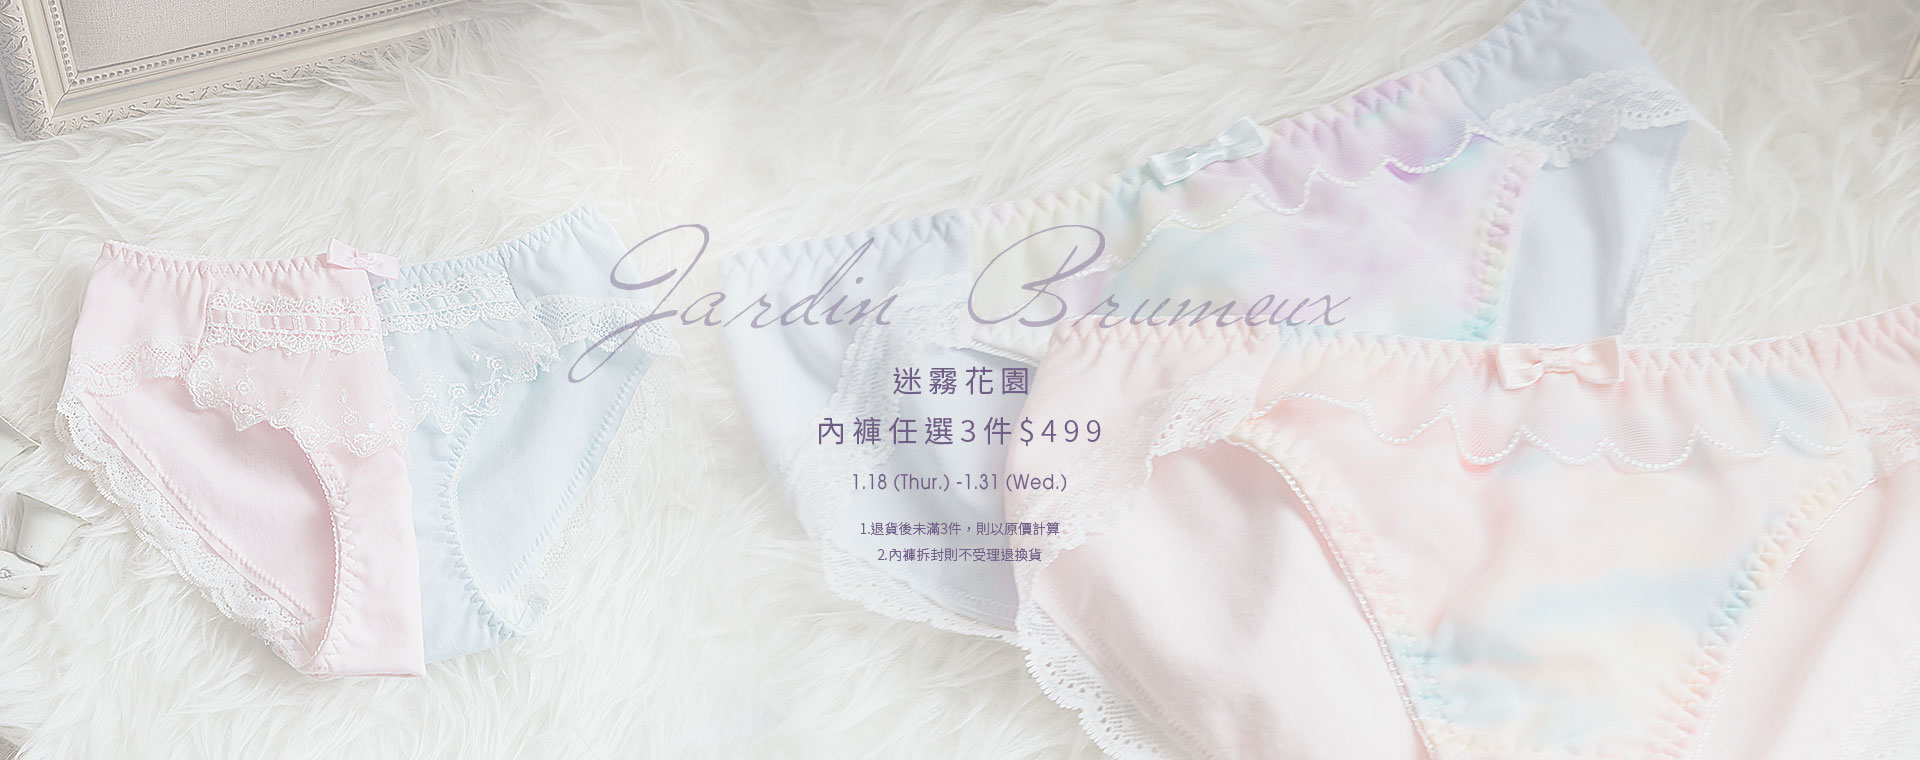 Jardin Brumeux
迷霧花園
內褲任選3件$499
1.18 (Thur.) -1.31 (Wed.)
1.退貨後未滿3件，則以原價計算
2.內褲拆封則不受理退換貨